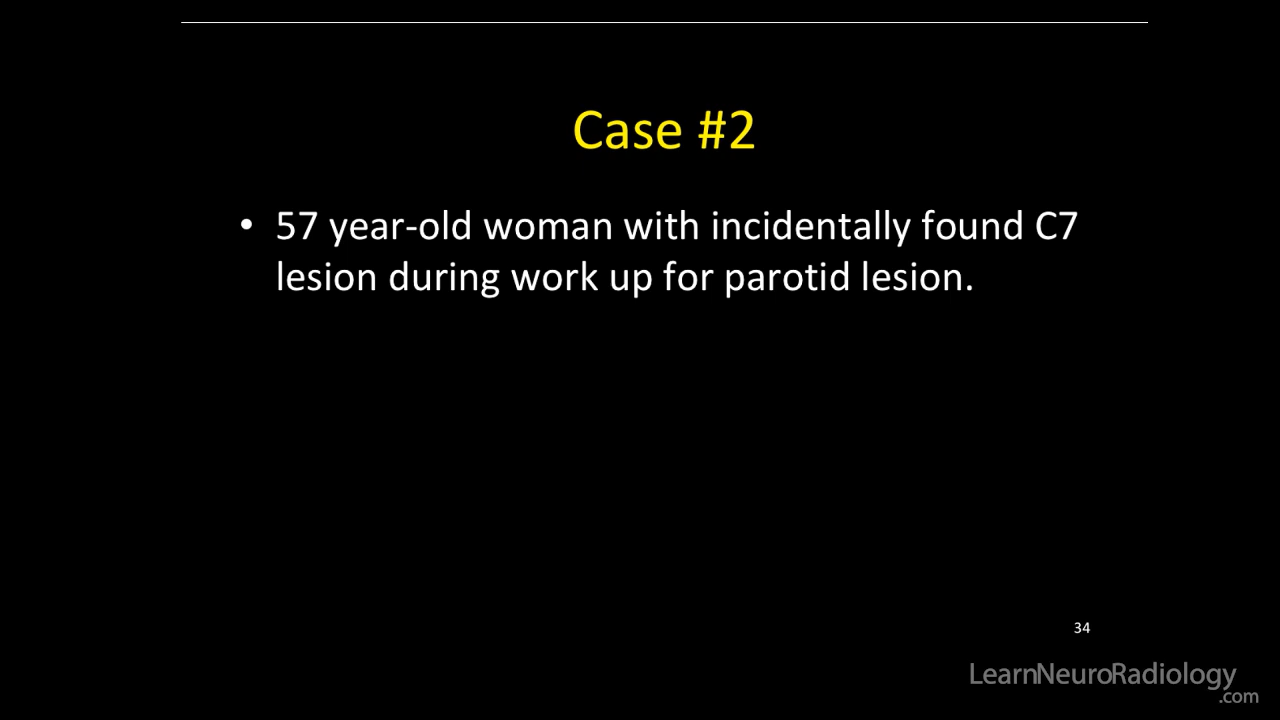 Case #2
• 57 year-old woman with incidentally found C7
lesion during work up for parotid lesion.
34
LearnNeuroRadiology
.com